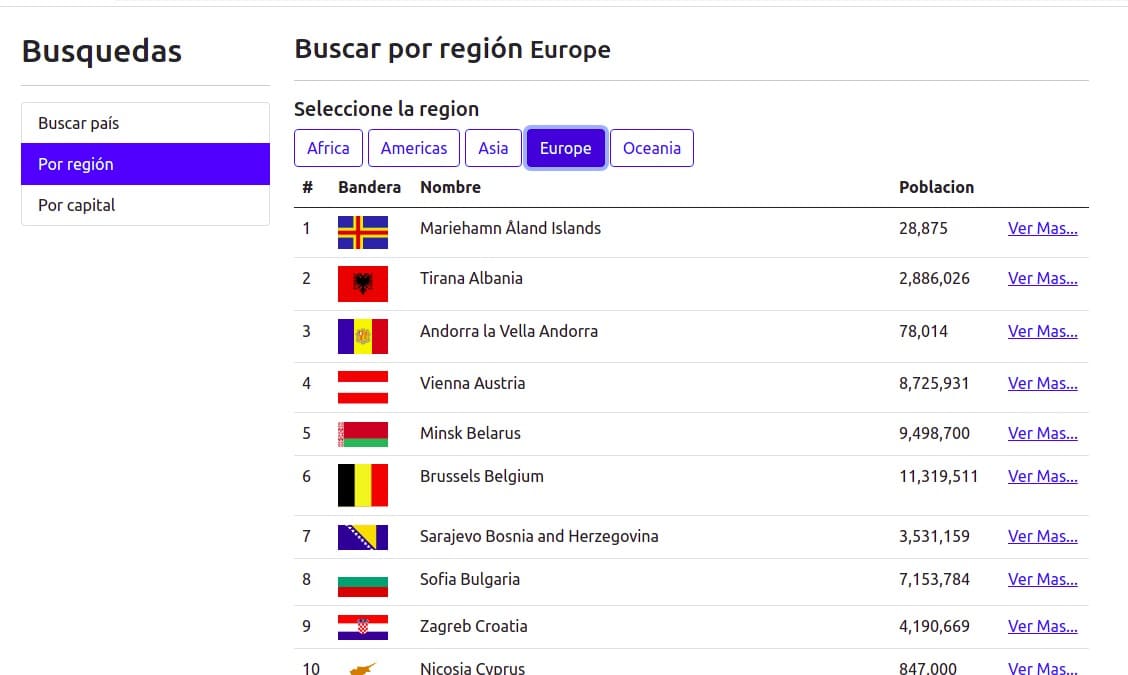 Busquedas
Buscar país
Por región
Por capital
Buscar por región Europe
Seleccione la region
Africa Americas Asia Europe Oceania
# Bandera Nombre Poblacion
1 Mariehamn Åland Islands 28,875 Ver Mas...
2 Tirana Albania 2,886,026 Ver Mas...
3 Andorra la Vella Andorra 78,014 Ver Mas...
4 Vienna Austria 8,725,931 Ver Mas...
5 Minsk Belarus 9,498,700 Ver Mas...
6 Brussels Belgium 11,319,511 Ver Mas...
7 Sarajevo Bosnia and Herzegovina 3,531,159 Ver Mas...
8 Sofia Bulgaria 7,153,784 Ver Mas...
9 Zagreb Croatia 4,190,669 Ver Mas...
10 Nicosia Cyprus 847,000 Ver Mas...